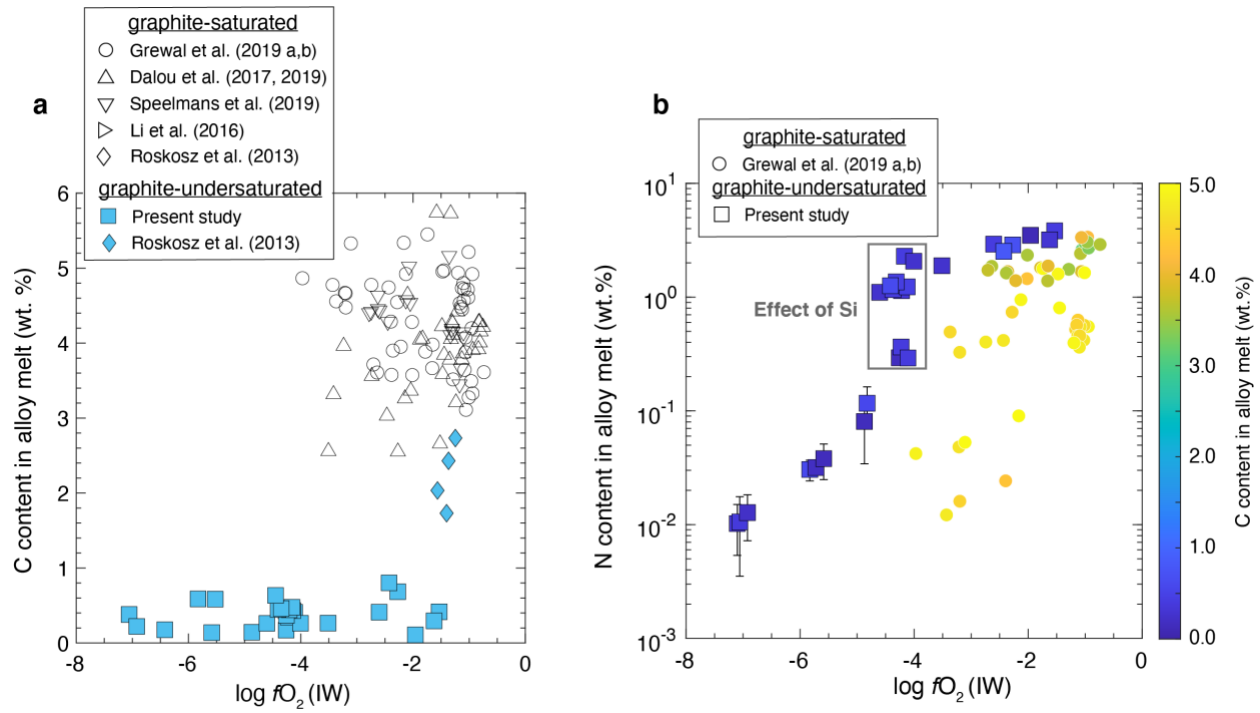 graphite-saturated
Grewal et al. (2019 a,b)
Dalou et al. (2017, 2019)
Speelmans et al. (2019)
Li et al. (2016)
Roskosz et al. (2013)
graphite-undersaturated
Present study
Roskosz et al. (2013)
a
6
5
4
3
2
1
0
C content in alloy melt (wt. %)
-8
-6
-4
-2
0
log fO2 (IW)
b
graphite-saturated
Grewal et al. (2019 a,b)
graphite-undersaturated
Present study
Effect of Si
10^1
10^0
10^-1
10^-2
10^-3
N content in alloy melt (wt. %)
-8
-6
-4
-2
0
log fO2 (IW)
5.0
4.0
3.0
2.0
1.0
0.0
C content in alloy melt (wt.%)